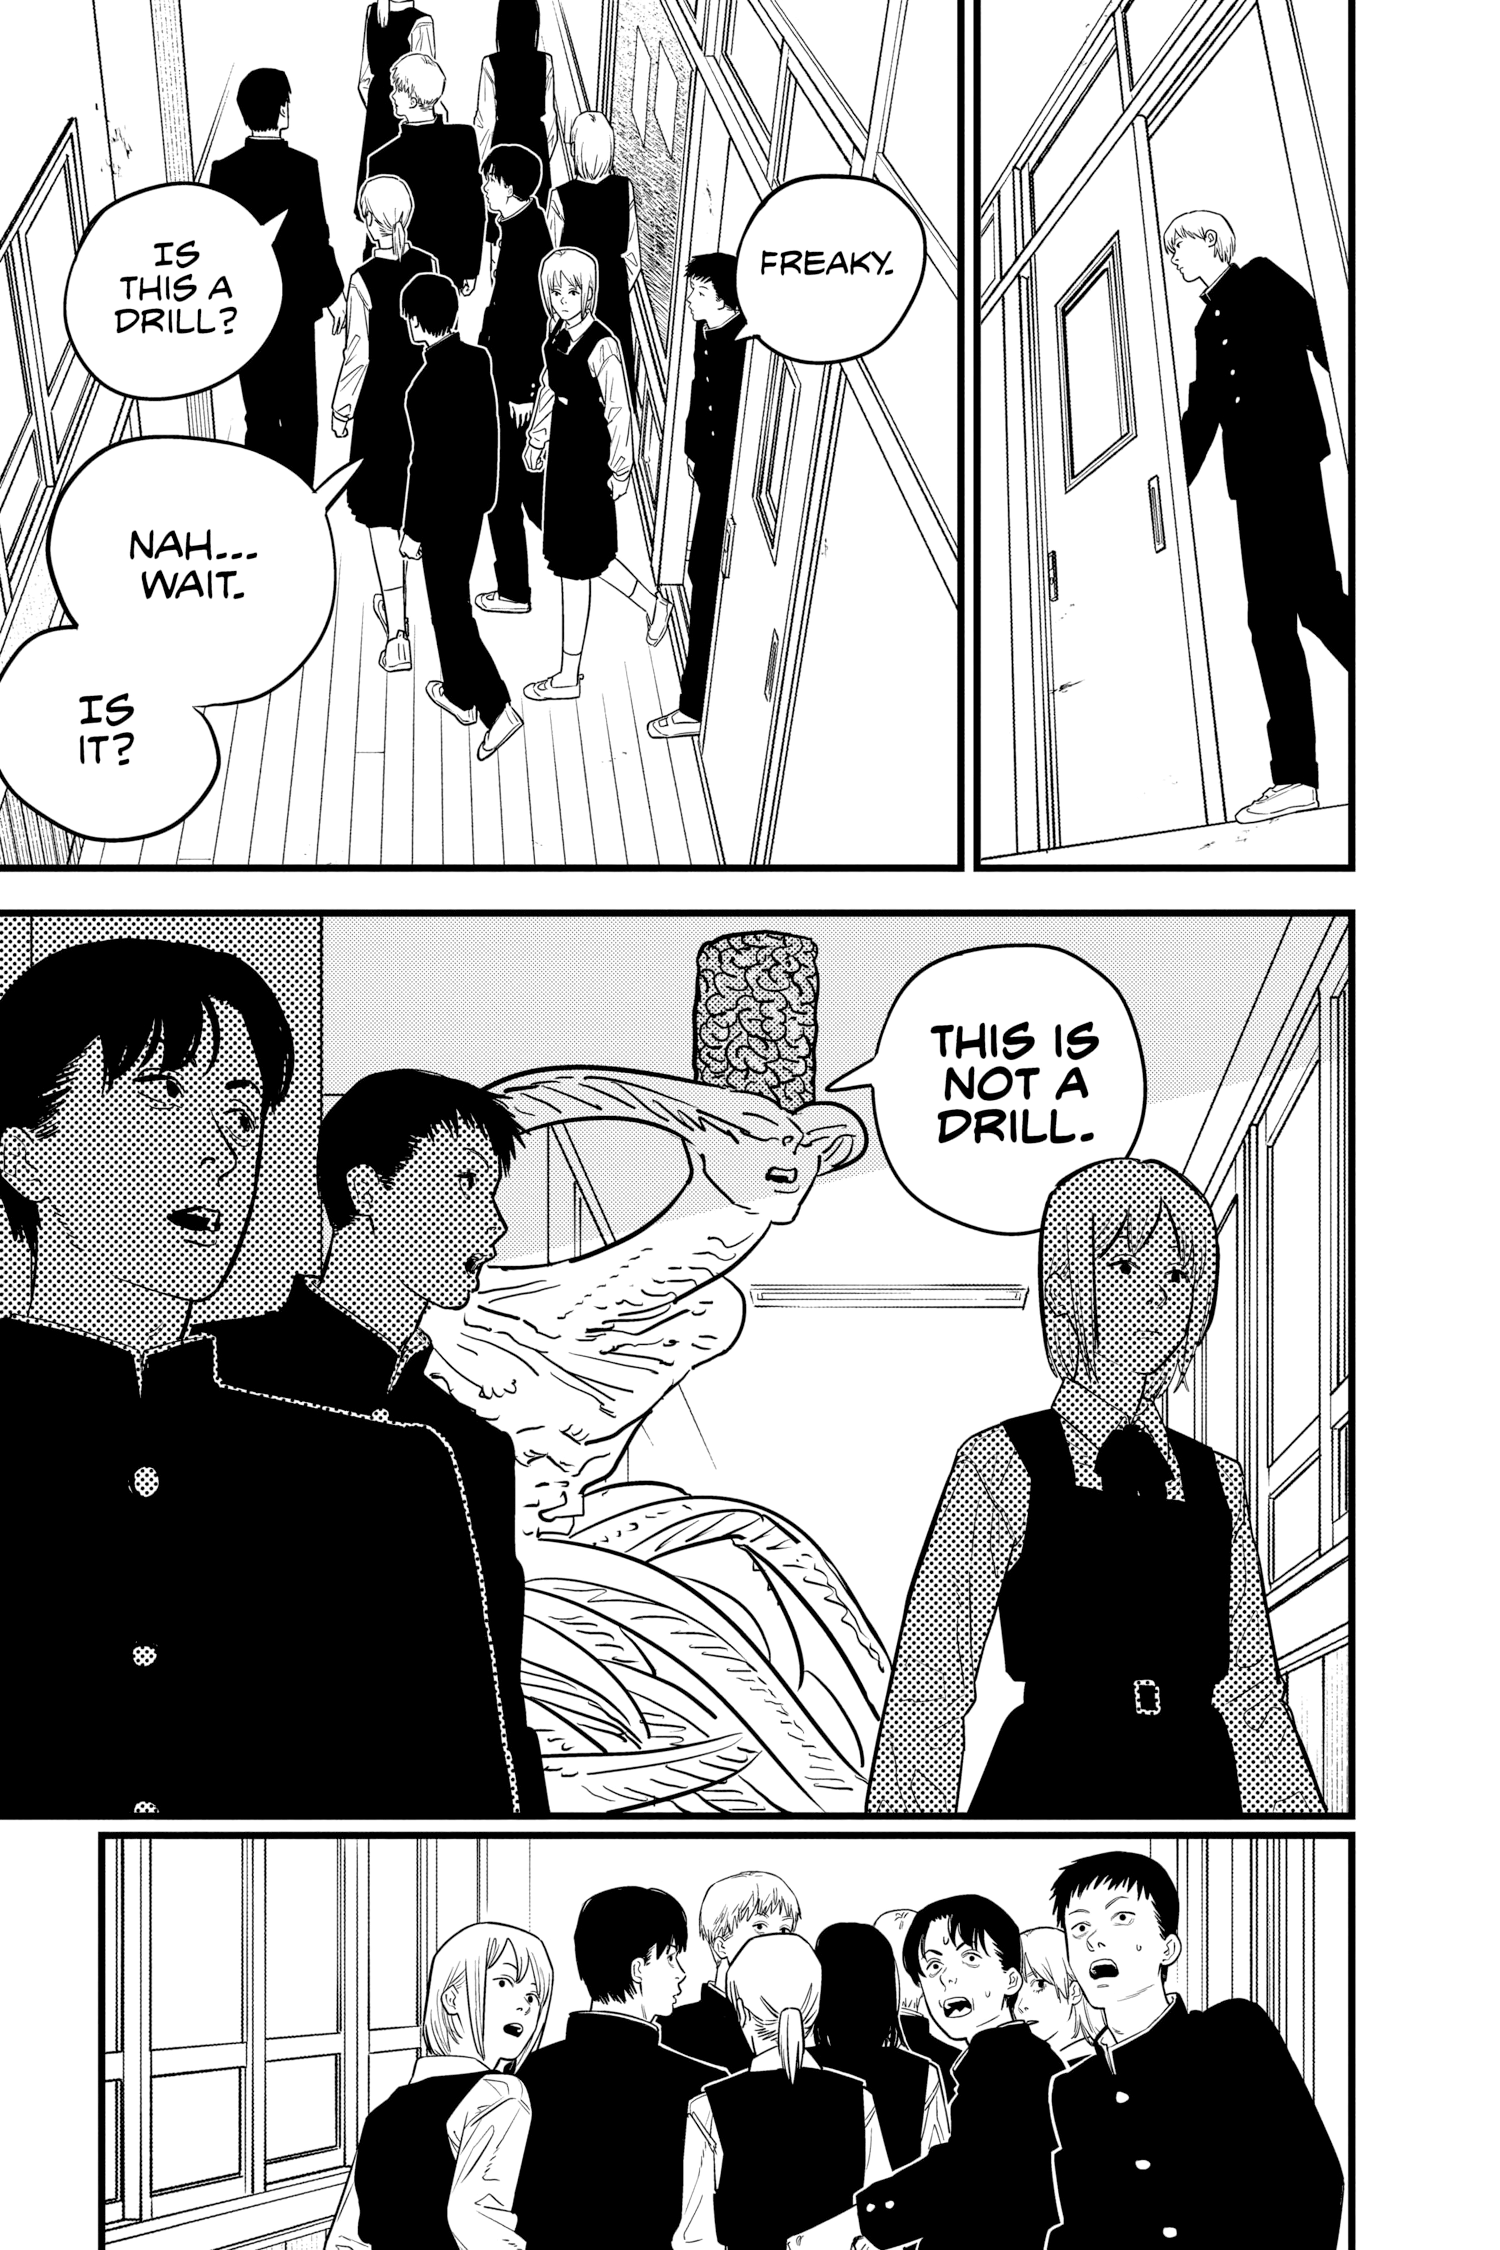 FREAKY.
IS
THIS A
DRILL?
NAH...
WAIT.
IS
IT?
THIS IS
NOT A
DRILL.